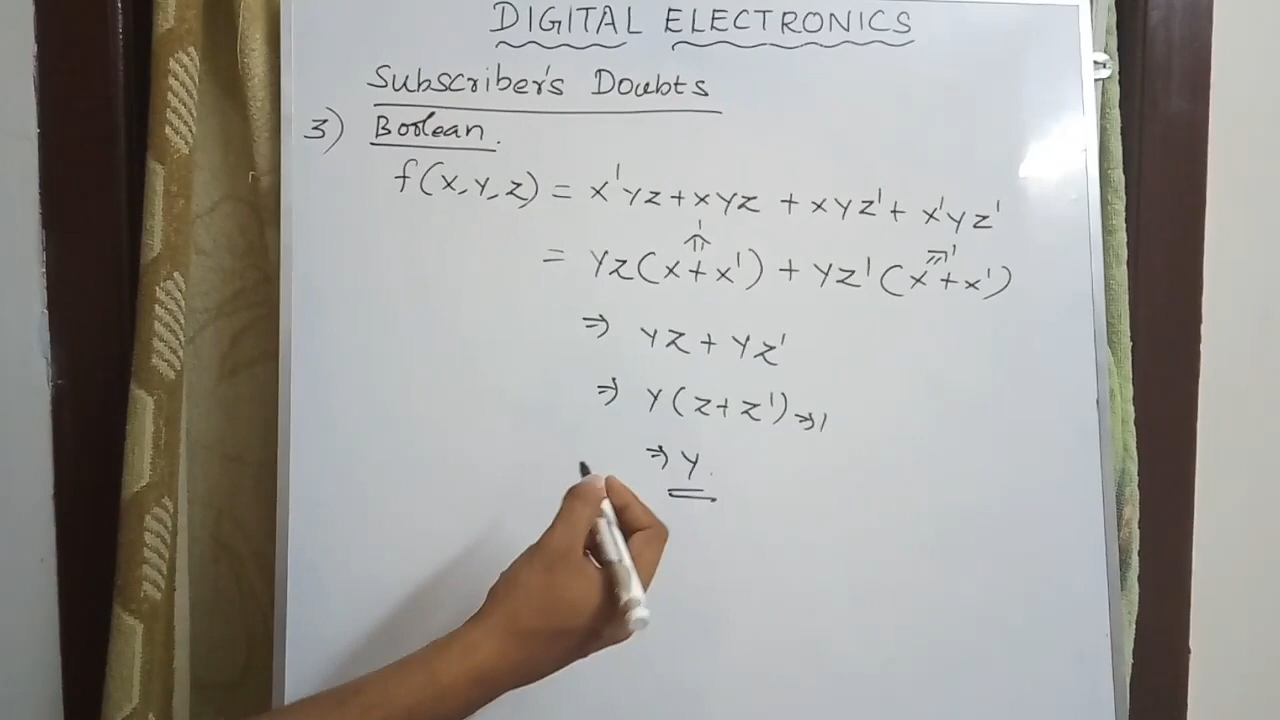 DIGITAL ELECTRONICS
Subscriber's Doubts
3) Boolean.
f(x, y, z) = x'yz + xyz + xyz' + x'yz'
= yz(x + x') + yz'(x + x')
⇒ yz + yz'
⇒ y(z + z') ⇒ 1
⇒ y.